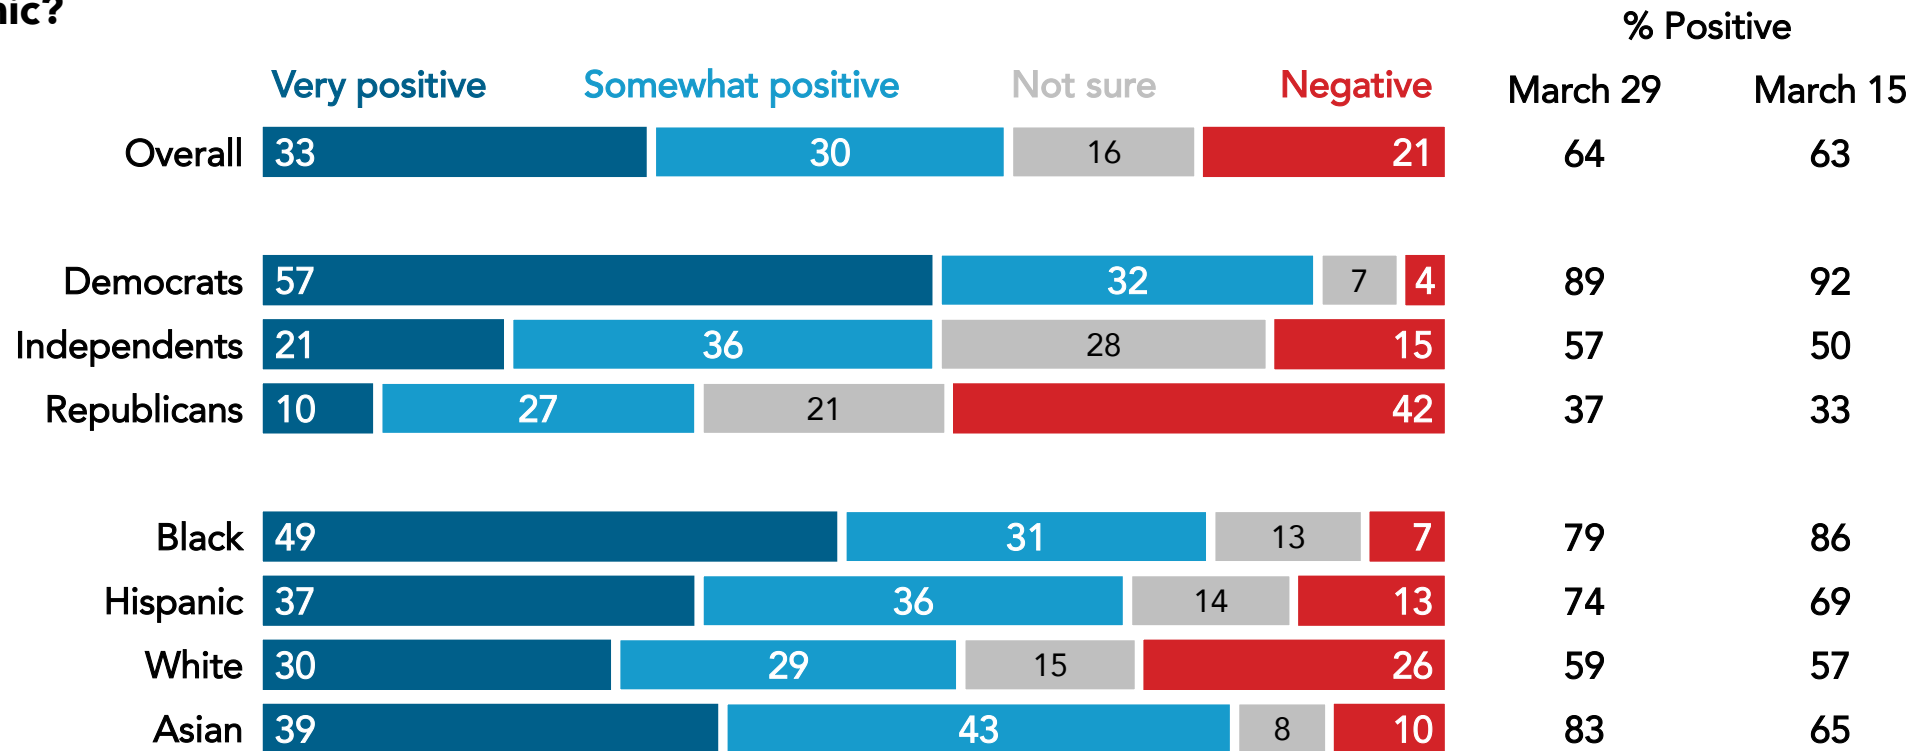 nic?
% Positive
Very positive Somewhat positive Not sure Negative March 29 March 15
Overall 33 30 16 21 64 63
Democrats 57 32 7 4 89 92
Independents 21 36 28 15 57 50
Republicans 10 27 21 42 37 33
Black 49 31 13 7 79 86
Hispanic 37 36 14 13 74 69
White 30 29 15 26 59 57
Asian 39 43 8 10 83 65